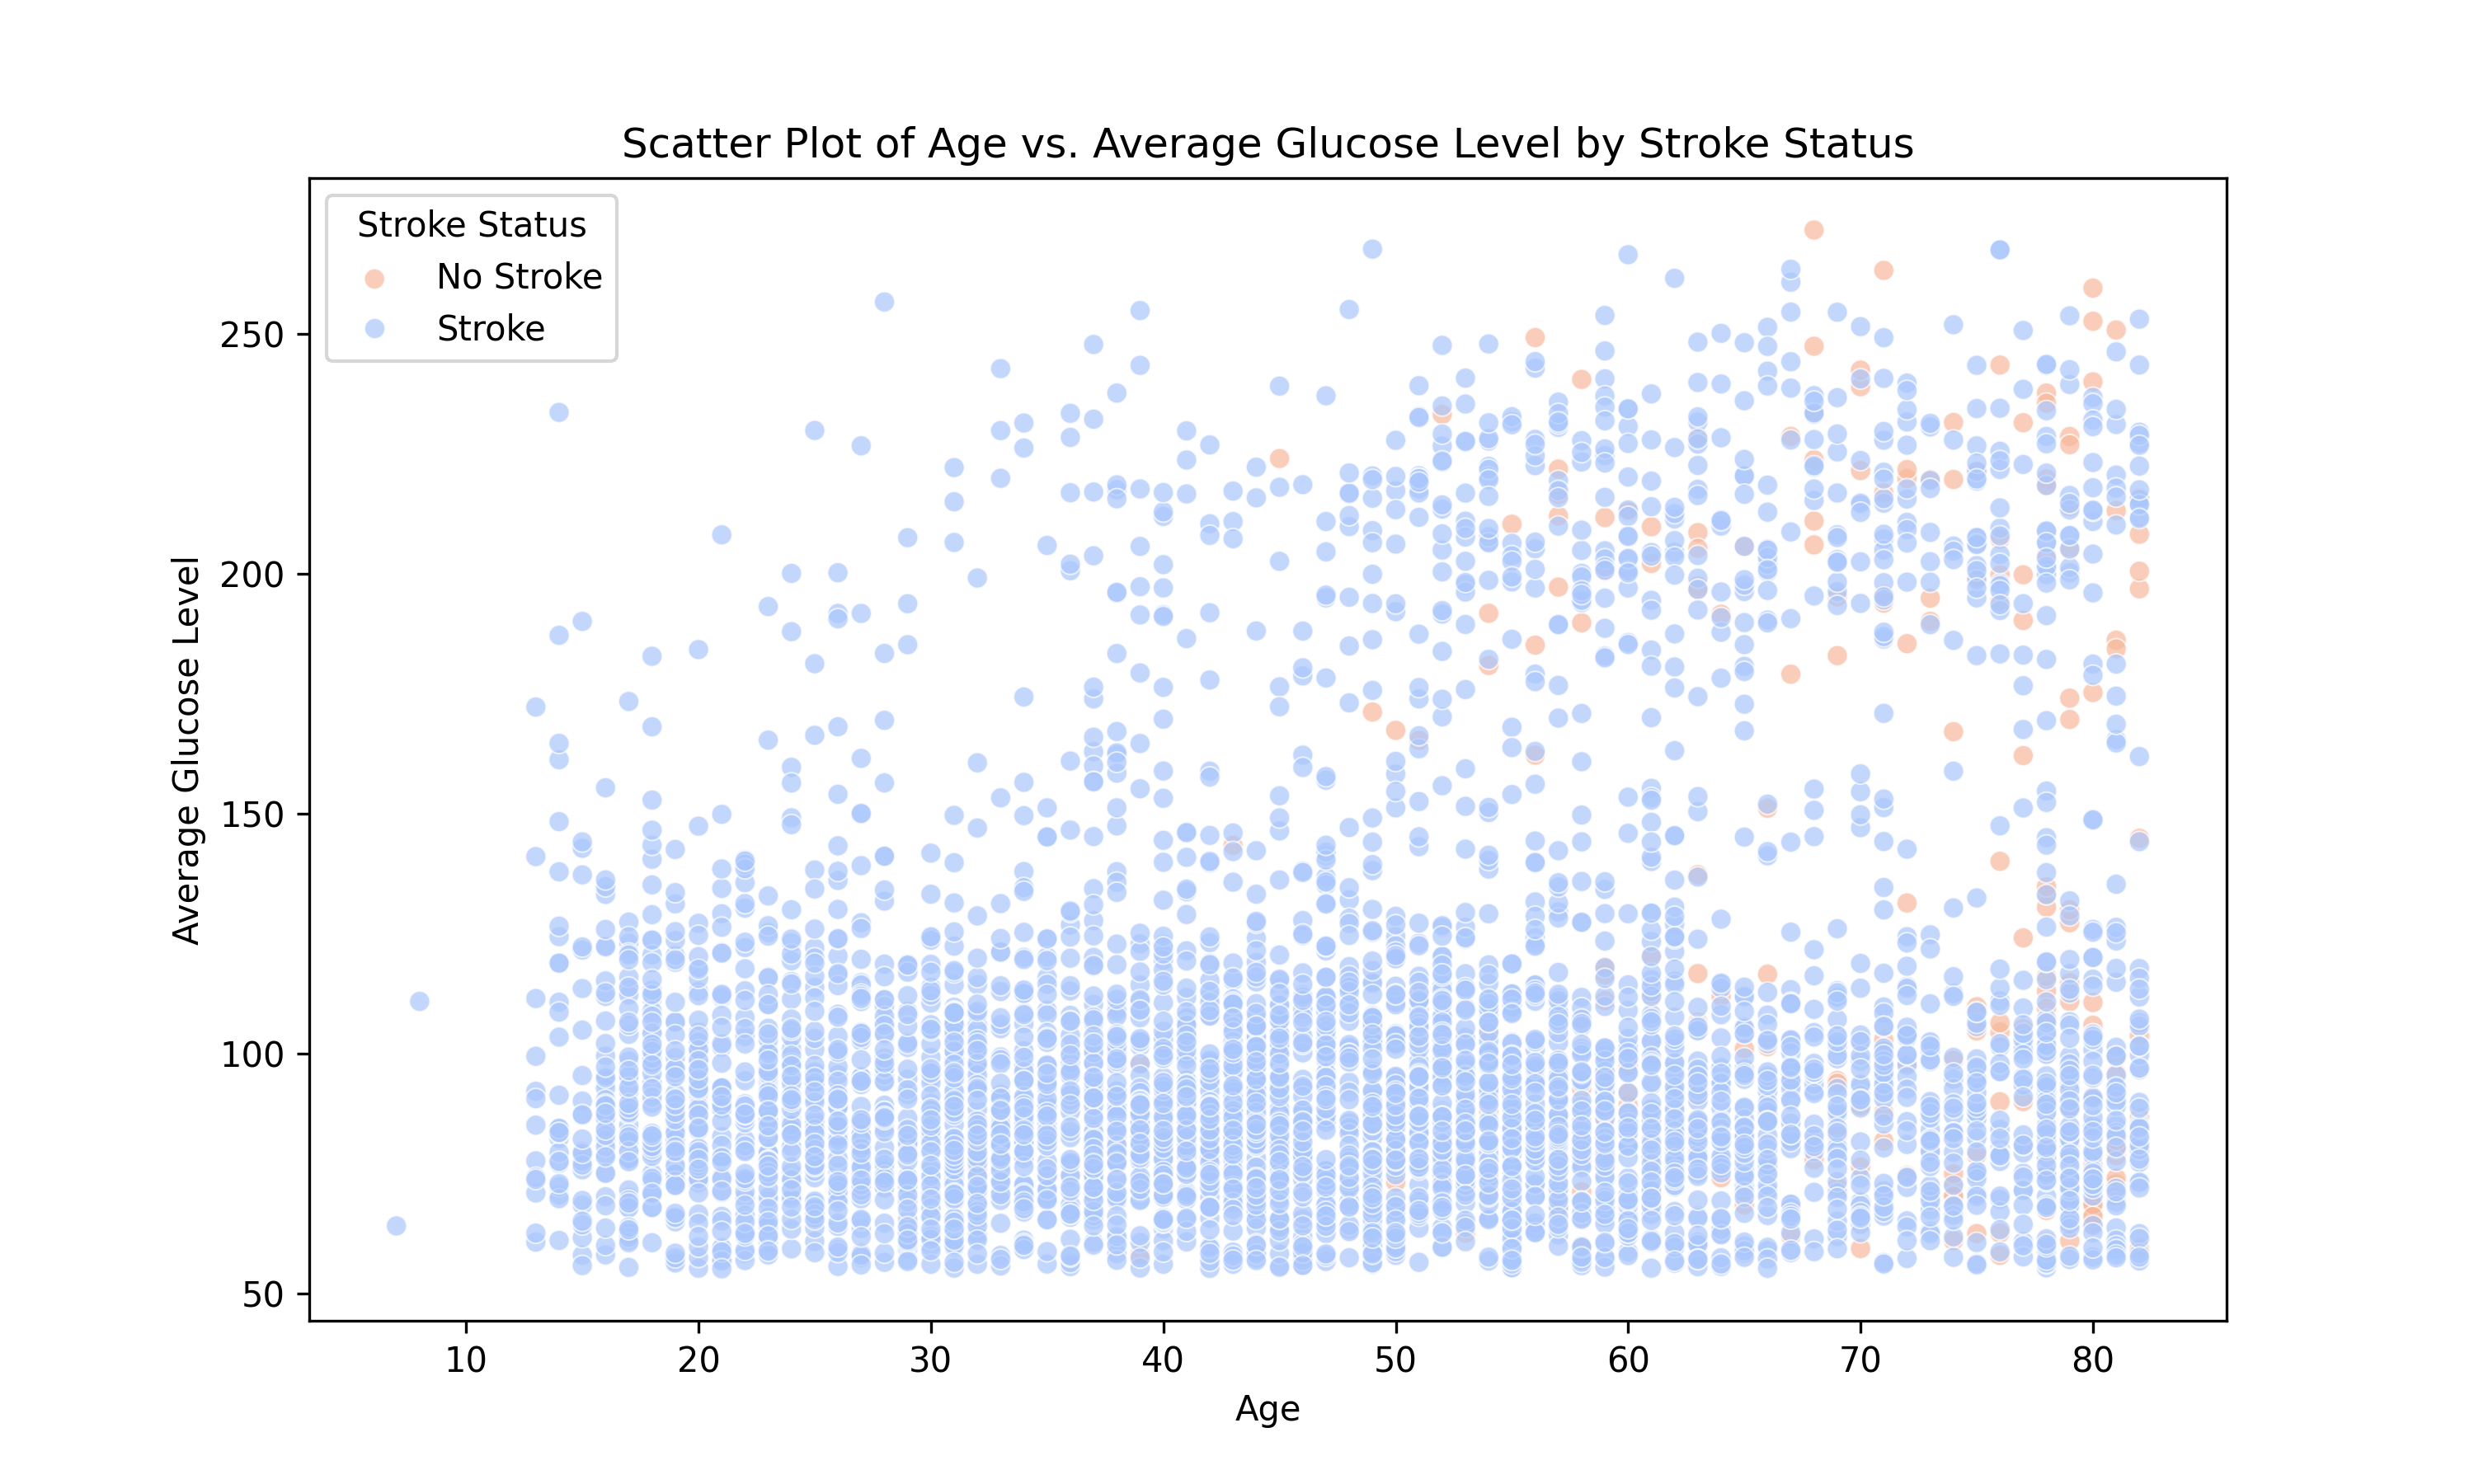 Scatter Plot of Age vs. Average Glucose Level by Stroke Status
Stroke Status
No Stroke
Stroke
Average Glucose Level
250
200
150
100
50
10 20 30 40 50 60 70 80
Age